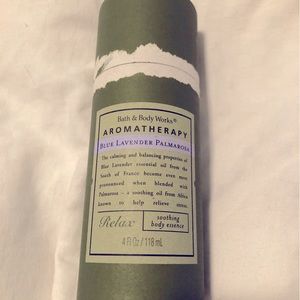 Bath & Body Works®
AROMATHERAPY
BLUE LAVENDER PALMAROSA
The calming and balancing properties of
Blue Lavender essential oil from the
South of France become even more
pronounced when blended with
Palmarosa – a soothing oil from Africa
known to help relieve stress.
Relax
soothing
body essence
4 Fl Oz / 118 mL